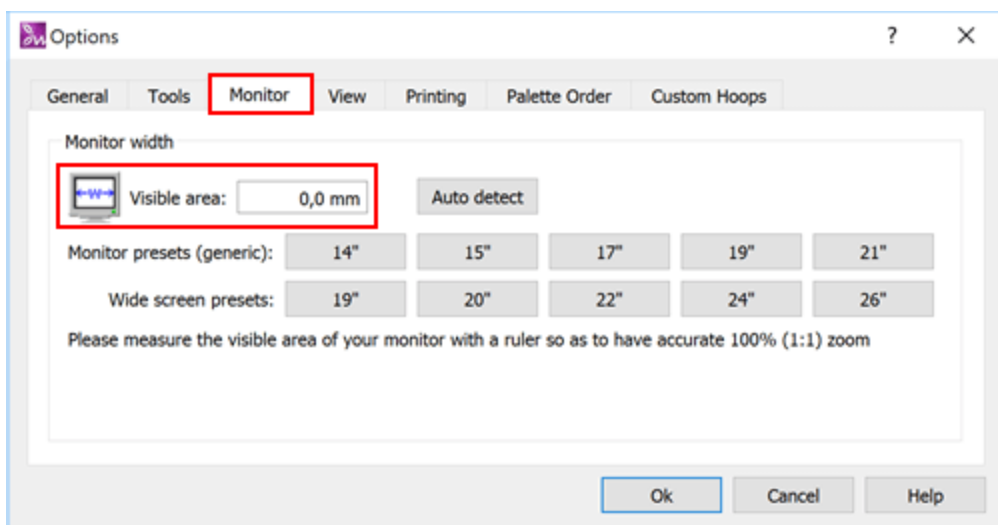 Options
General Tools Monitor View Printing Palette Order Custom Hoops
Monitor width
W Visible area: 0,0 mm Auto detect
Monitor presets (generic): 14" 15" 17" 19" 21"
Wide screen presets: 19" 20" 22" 24" 26"
Please measure the visible area of your monitor with a ruler so as to have accurate 100% (1:1) zoom
Ok Cancel Help